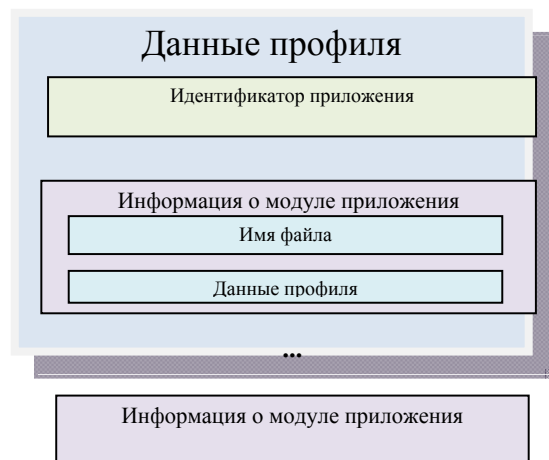 Данные профиля
Идентификатор приложения
Информация о модуле приложения
Имя файла
Данные профиля
...
Информация о модуле приложения